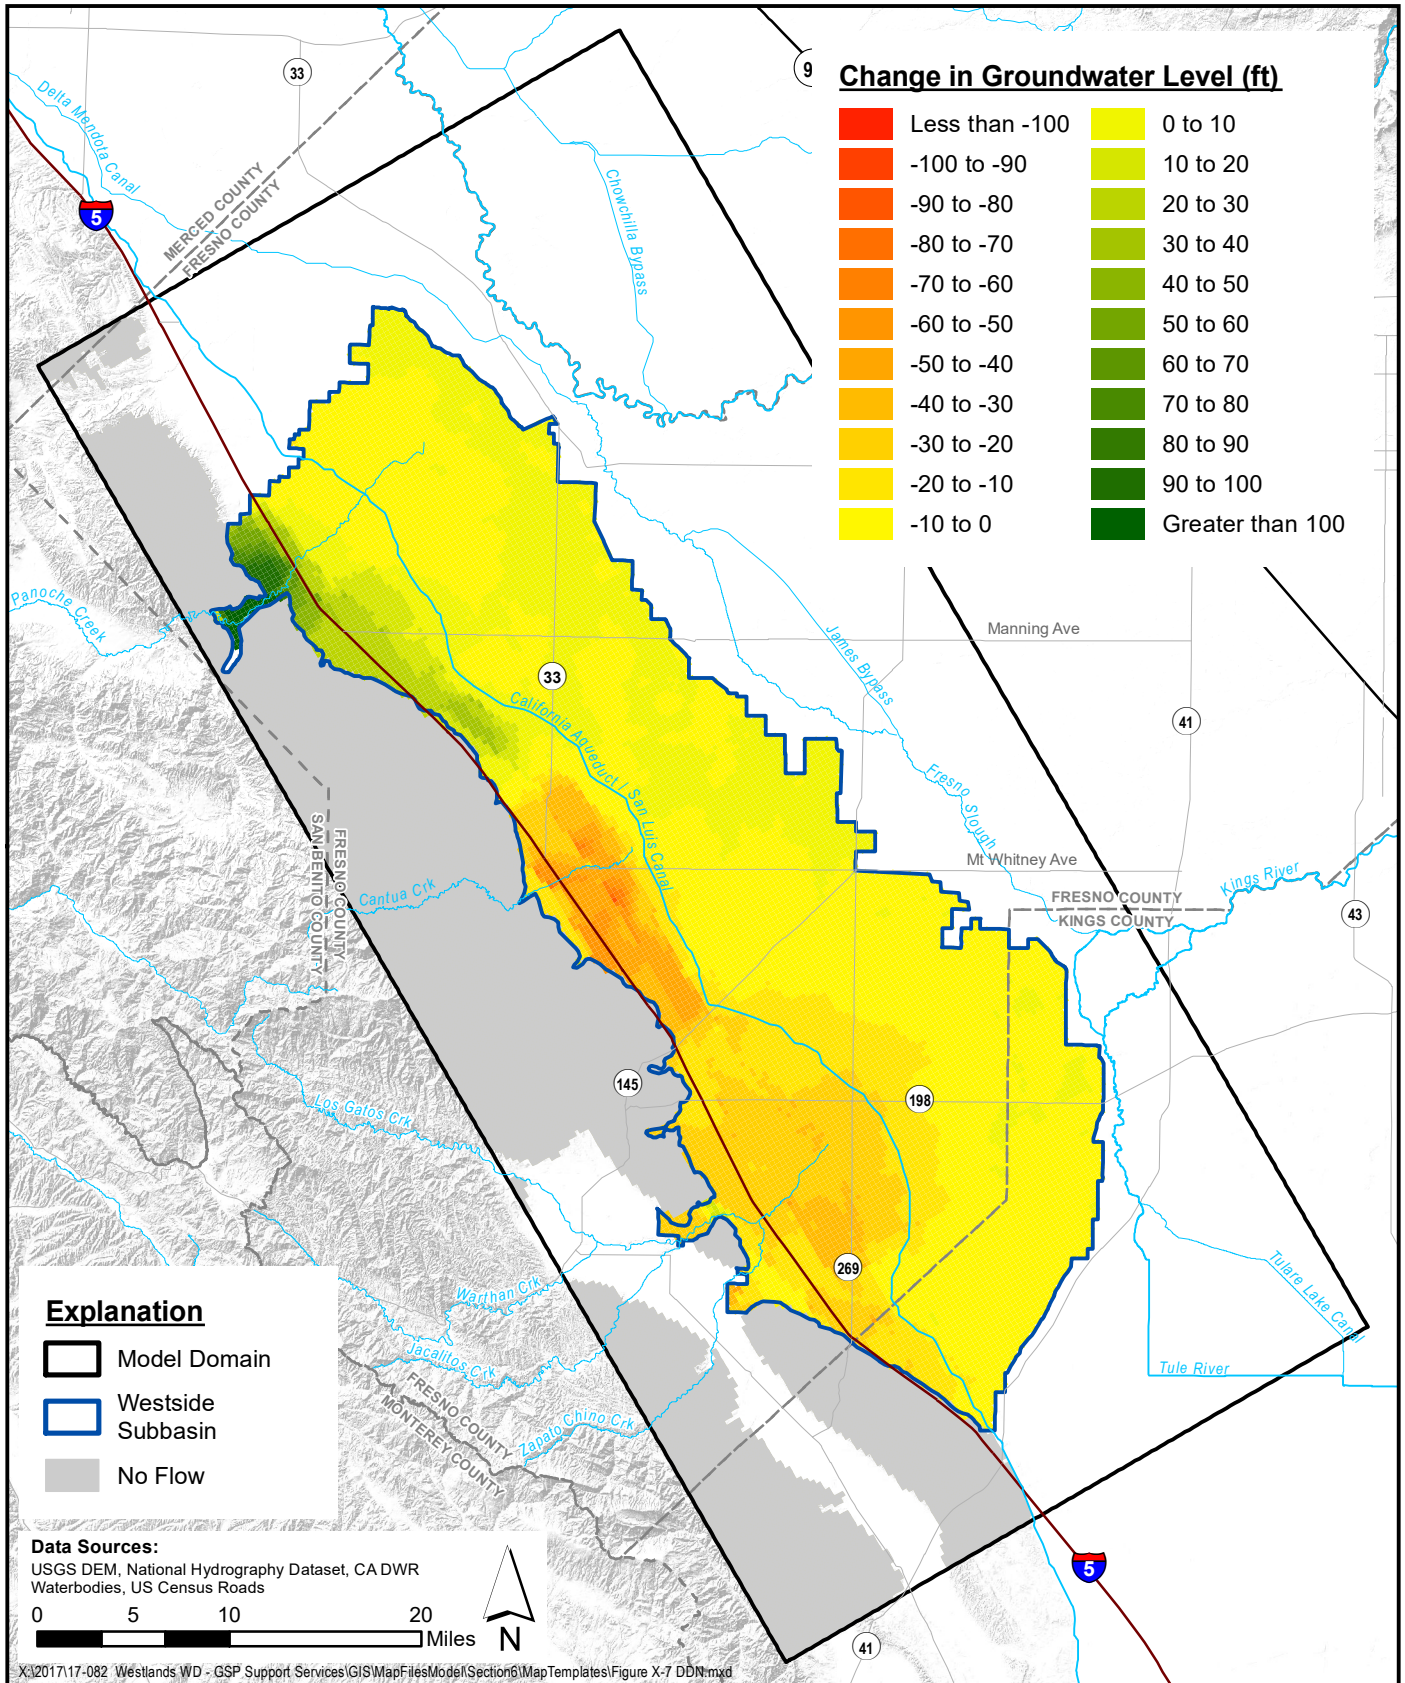 Change in Groundwater Level (ft)
Less than -100
-100 to -90
-90 to -80
-80 to -70
-70 to -60
-60 to -50
-50 to -40
-40 to -30
-30 to -20
-20 to -10
-10 to 0
0 to 10
10 to 20
20 to 30
30 to 40
40 to 50
50 to 60
60 to 70
70 to 80
80 to 90
90 to 100
Greater than 100
33
9
Delta Mendota Canal
MERCED COUNTY
FRESNO COUNTY
5
Chowchilla Bypass
Panoche Creek
Manning Ave
James Bypass
33
41
California Aqueduct / San Luis Canal
Fresno Slough
SAN BENITO COUNTY
FRESNO COUNTY
Mt Whitney Ave
Kings River
Cantua Crk
FRESNO COUNTY
KINGS COUNTY
43
145
198
Los Gatos Crk
269
Warthan Crk
Tulare Lake Canal
Jacalitos Crk
Tule River
FRESNO COUNTY
MONTEREY COUNTY
Zapato Chino Crk
5
41
Explanation
Model Domain
Westside
Subbasin
No Flow
Data Sources:
USGS DEM, National Hydrography Dataset, CA DWR
Waterbodies, US Census Roads
0 5 10 20
Miles
N
X:\2017\17-082 Westlands WD - GSP Support Services\GIS\MapFilesModel\Section6\MapTemplates\Figure X-7 DDN.mxd